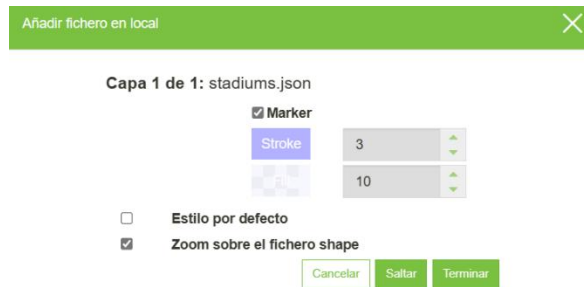 Añadir fichero en local
Capa 1 de 1: stadiums.json
Marker
Stroke 3
10
Estilo por defecto
Zoom sobre el fichero shape
Cancelar Saltar Terminar